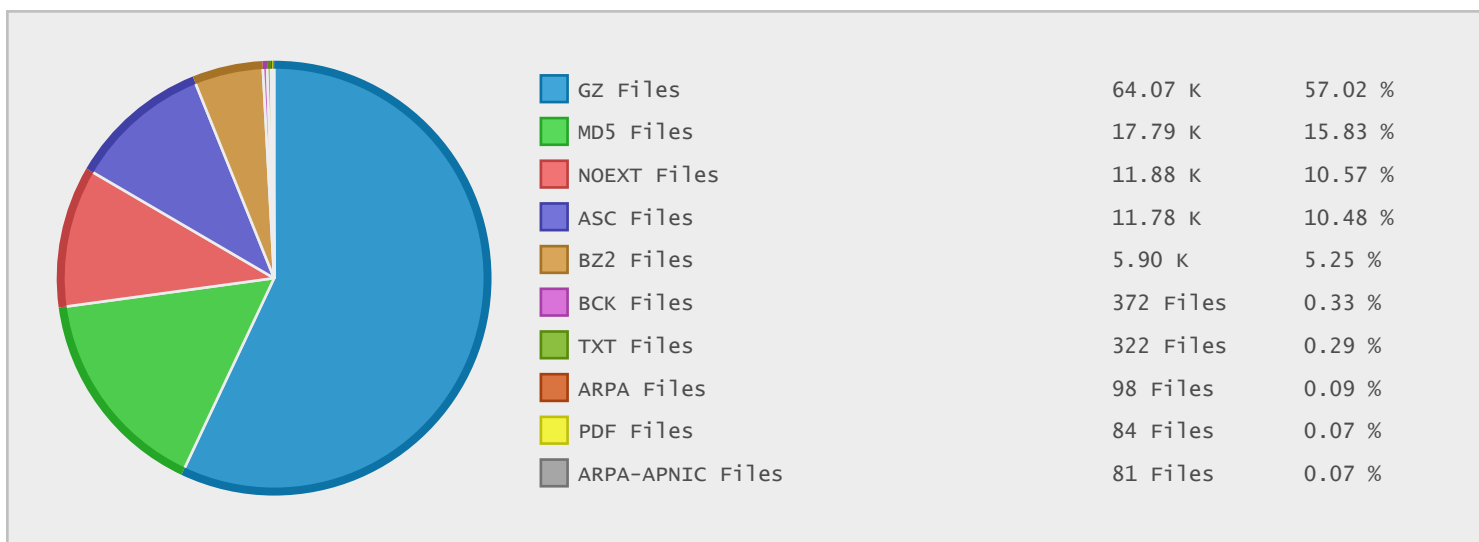 GZ Files 64.07 K 57.02 %
MD5 Files 17.79 K 15.83 %
NOEXT Files 11.88 K 10.57 %
ASC Files 11.78 K 10.48 %
BZ2 Files 5.90 K 5.25 %
BCK Files 372 Files 0.33 %
TXT Files 322 Files 0.29 %
ARPA Files 98 Files 0.09 %
PDF Files 84 Files 0.07 %
ARPA-APNIC Files 81 Files 0.07 %